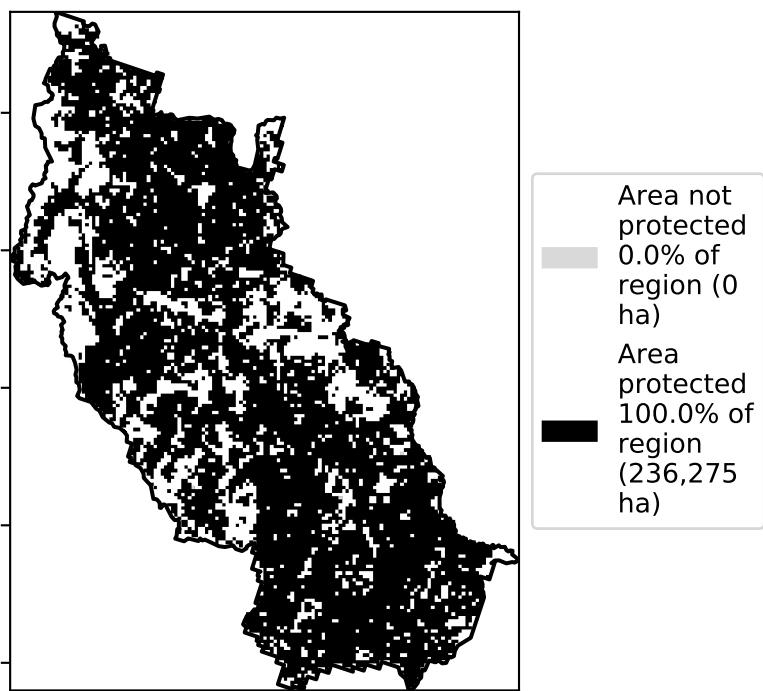 Area not
protected
0.0% of
region (0
ha)
Area
protected
100.0% of
region
(236,275
ha)